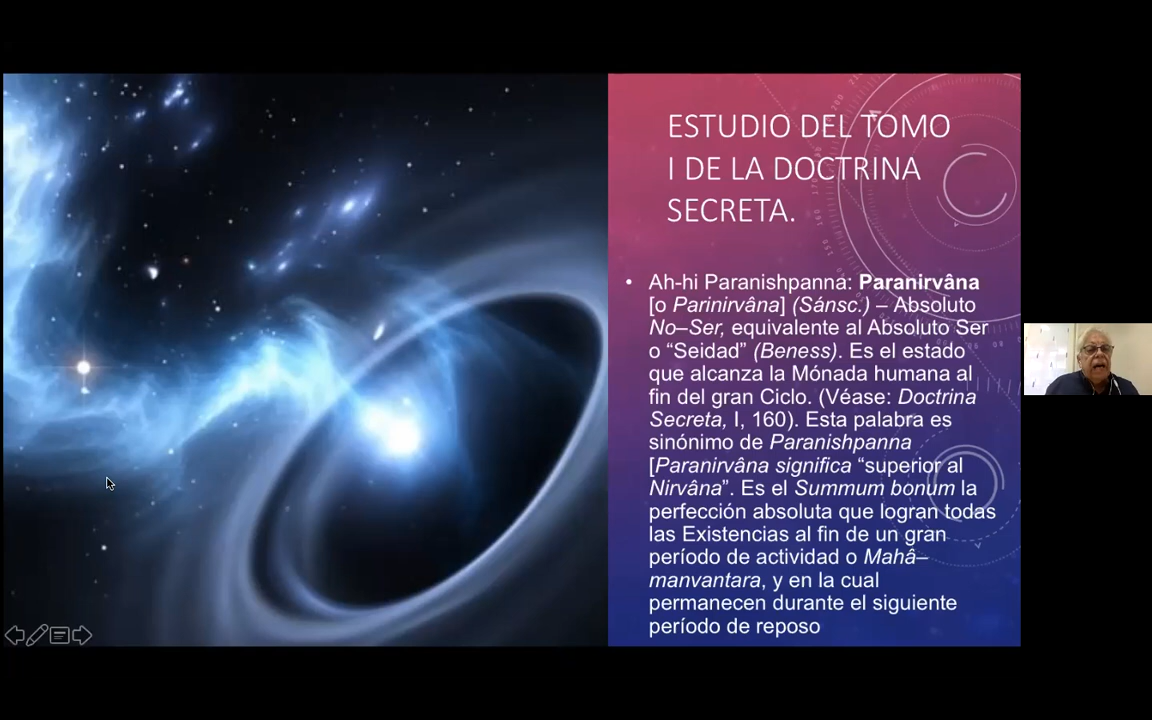 ESTUDIO DEL TOMO
I DE LA DOCTRINA
SECRETA.
• Ah-hi Paranishpanna: Paranirvâna
[o Parinirvâna] (Sánsc.) – Absoluto
No–Ser, equivalente al Absoluto Ser
o “Seidad” (Beness). Es el estado
que alcanza la Mónada humana al
fin del gran Ciclo. (Véase: Doctrina
Secreta, I, 160). Esta palabra es
sinónimo de Paranishpanna
[Paranirvâna significa “superior al
Nirvâna”. Es el Summum bonum la
perfección absoluta que logran todas
las Existencias al fin de un gran
período de actividad o Mahâ–
manvantara, y en la cual
permanecen durante el siguiente
período de reposo